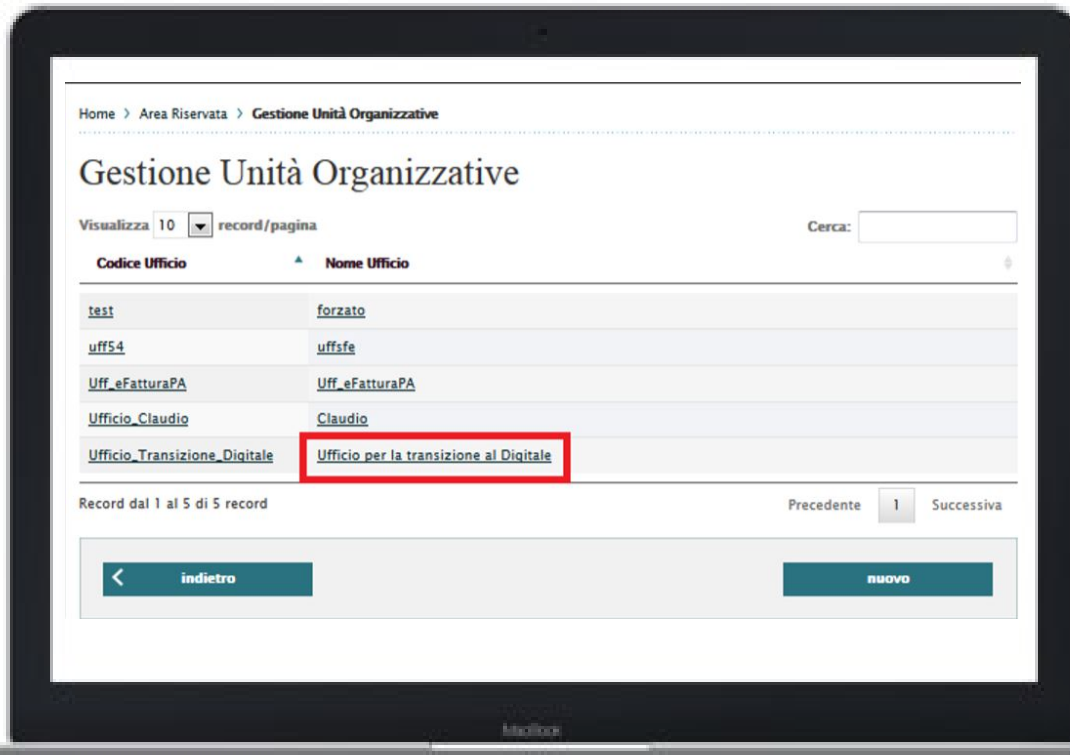 Home > Area Riservata > Gestione Unità Organizzative
Gestione Unità Organizzative
Visualizza 10 record/pagina Cerca:
Codice Ufficio Nome Ufficio
test forzato
uff54 uffsfe
Uff_eFatturaPA Uff_eFatturaPA
Ufficio_Claudio Claudio
Ufficio_Transizione_Digitale Ufficio per la transizione al Digitale
Record dal 1 al 5 di 5 record Precedente 1 Successiva
indietro nuovo
MacBook